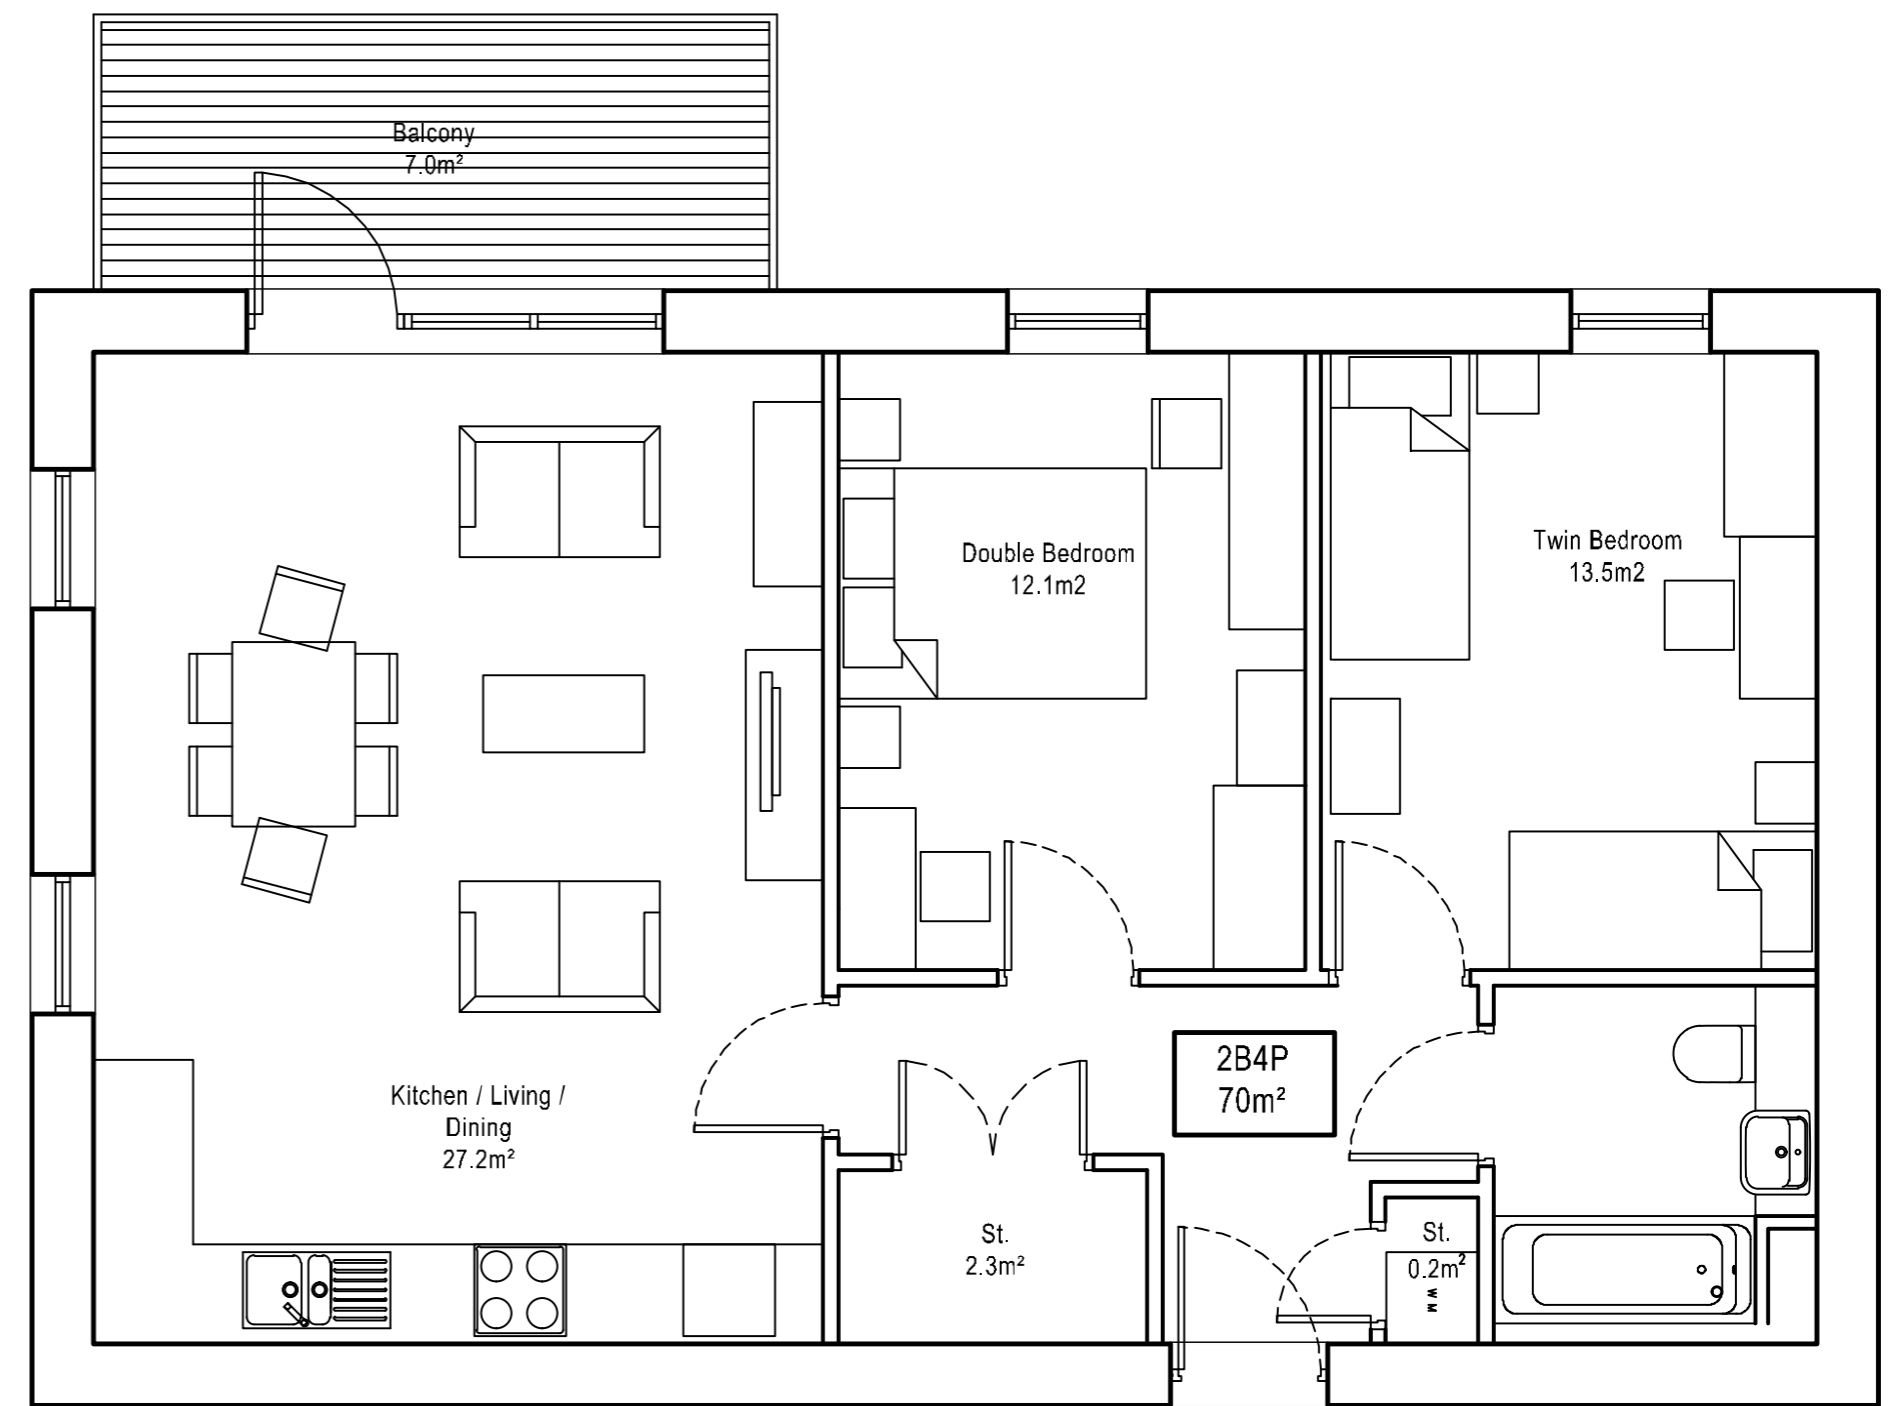 Balcony
7.0m²
Double Bedroom
12.1m2
Twin Bedroom
13.5m2
Kitchen / Living /
Dining
27.2m²
2B4P
70m²
St.
2.3m²
St.
0.2m²
WM